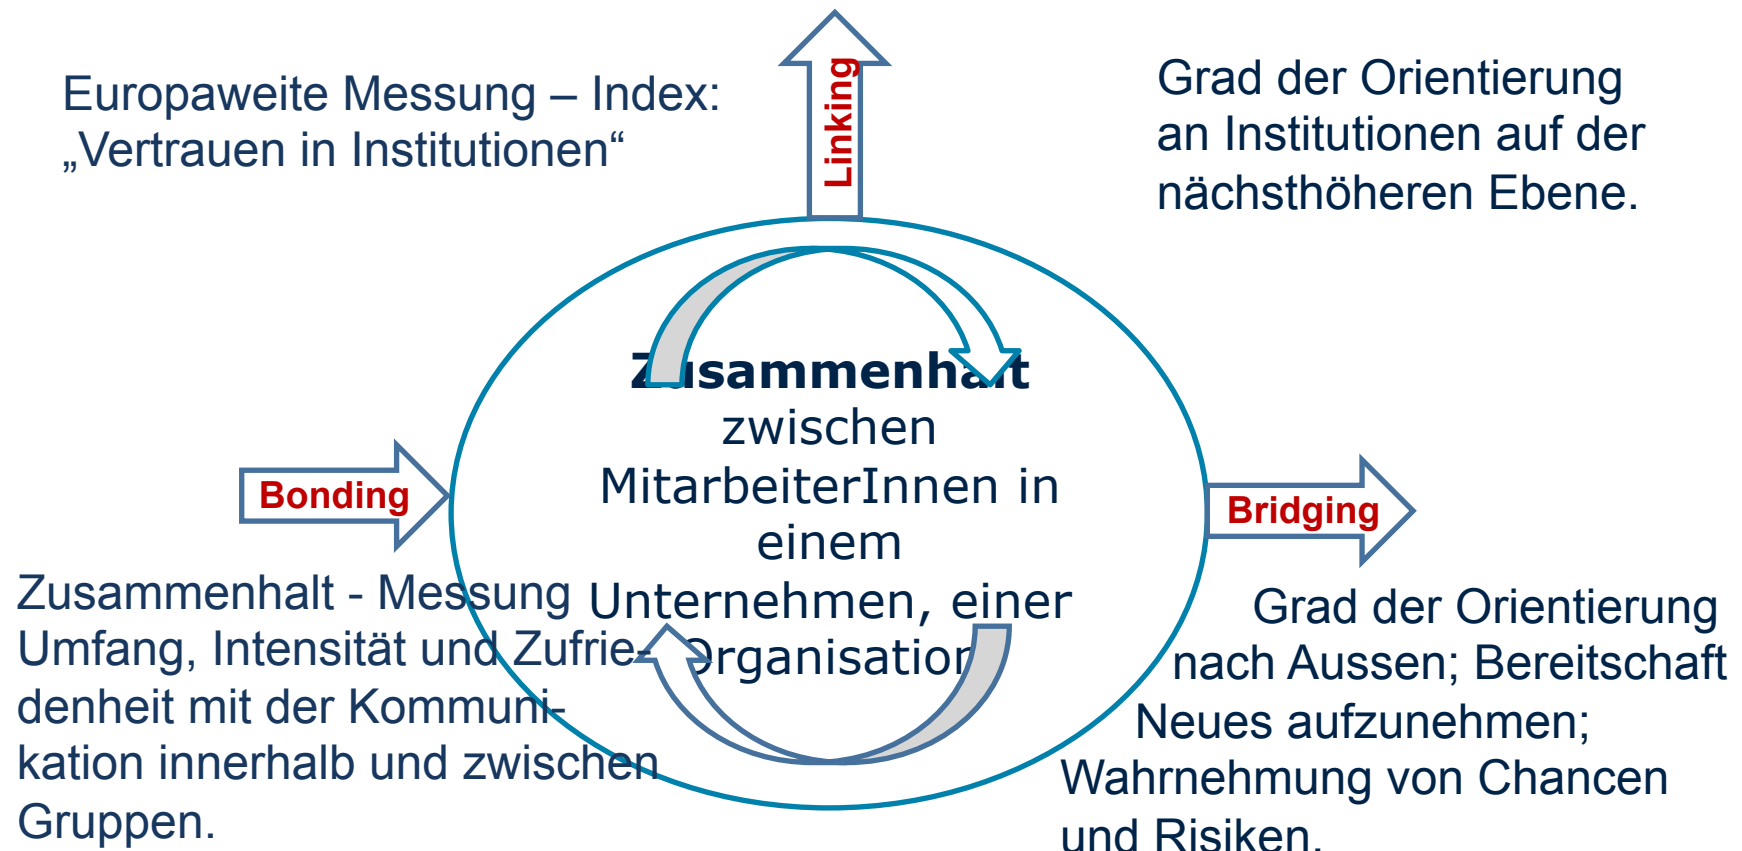 Europaweite Messung – Index:
„Vertrauen in Institutionen“
Linking
Grad der Orientierung
an Institutionen auf der
nächsthöheren Ebene.
Zusammenhalt
zwischen
MitarbeiterInnen in
einem
Unternehmen, einer
Organisation
Bonding
Zusammenhalt - Messung
Umfang, Intensität und Zufrie-
denheit mit der Kommuni-
kation innerhalb und zwischen
Gruppen.
Bridging
Grad der Orientierung
nach Aussen; Bereitschaft
Neues aufzunehmen;
Wahrnehmung von Chancen
und Risiken.